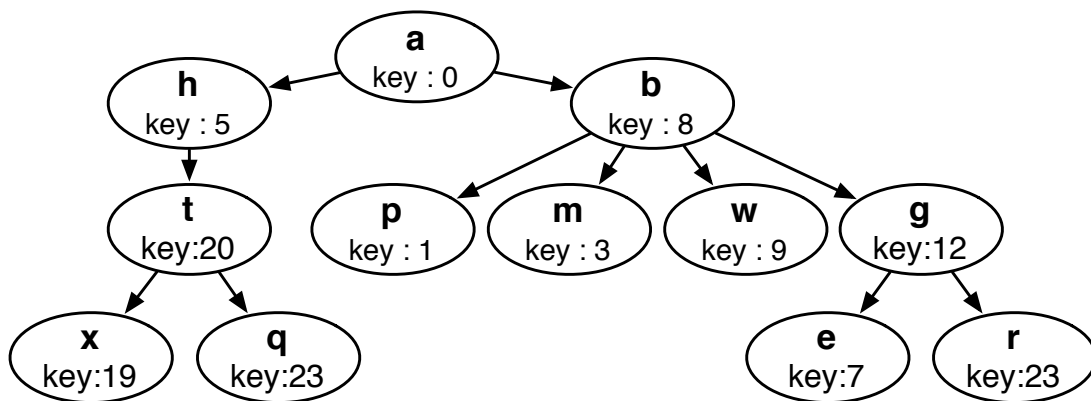 a
key : 0
h
key : 5
b
key : 8
t
key:20
p
key : 1
m
key : 3
w
key : 9
g
key:12
x
key:19
q
key:23
e
key:7
r
key:23